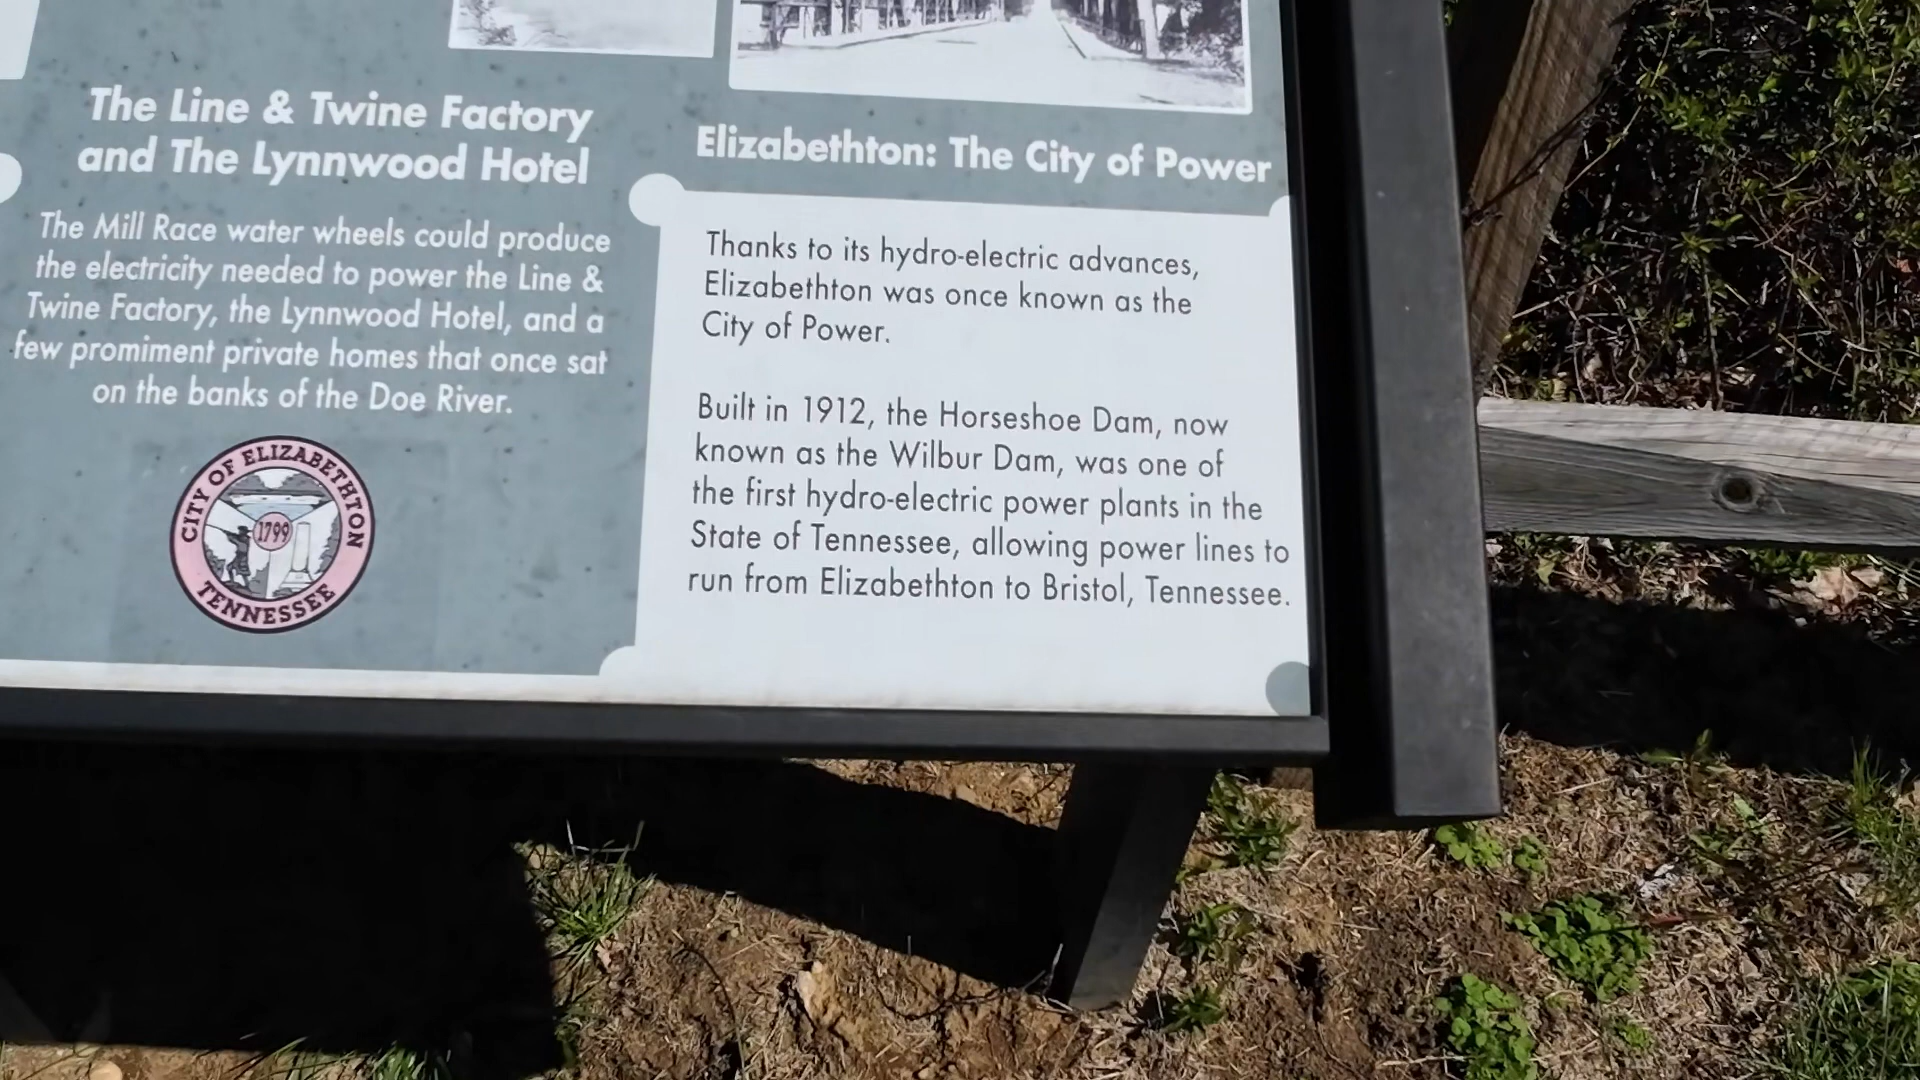 The Line & Twine Factory
and The Lynnwood Hotel
The Mill Race water wheels could produce
the electricity needed to power the Line &
Twine Factory, the Lynnwood Hotel, and a
few promiment private homes that once sat
on the banks of the Doe River.
CITY OF ELIZABETHTON
1799
TENNESSEE
Elizabethton: The City of Power
Thanks to its hydro-electric advances,
Elizabethton was once known as the
City of Power.
Built in 1912, the Horseshoe Dam, now
known as the Wilbur Dam, was one of
the first hydro-electric power plants in the
State of Tennessee, allowing power lines to
run from Elizabethton to Bristol, Tennessee.